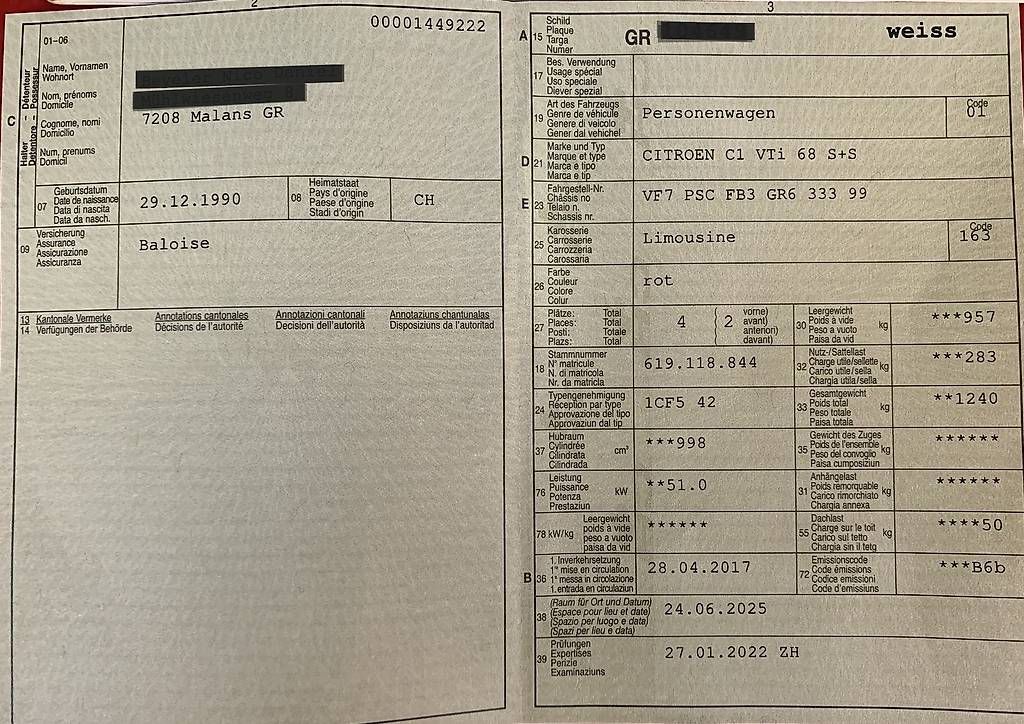 2
00001449222
01-06
C
Halter - Détenteur
Detentore - Possessur
Name, Vornamen
Wohnort
Nom, prénoms
Domicile
Cognome, nomi
Domicilio
Num, prenums
Domicil
7208 Malans GR
07
Geburtsdatum
Date de naissance
Data di nascita
Data da nasch.
29.12.1990
08
Heimatstaat
Pays d'origine
Paese d'origine
Stadi d'origin
CH
09
Versicherung
Assurance
Assicurazione
Assicuranza
Baloise
13 Kantonale Vermerke Annotations cantonales Annotazioni cantonali Annotaziuns chantunalas
14 Verfügungen der Behörde Décisions de l'autorité Decisioni dell'autorità Disposiziuns da l'autoritad
3
A 15
Schild
Plaque
Targa
Numer
GR
weiss
17
Bes. Verwendung
Usage spécial
Uso speciale
Diever spezial
19
Art des Fahrzeugs
Genre de véhicule
Genere di veicolo
Gener dal vehichel
Personenwagen
Code
01
D 21
Marke und Typ
Marque et type
Marca e tipo
Marca e tip
CITROEN C1 VTi 68 S+S
E 23
Fahrgestell-Nr.
Châssis no
Telaio n.
Schassis nr.
VF7 PSC FB3 GR6 333 99
25
Karosserie
Carrosserie
Carrozzeria
Carossaria
Limousine
Code
163
26
Farbe
Couleur
Colore
Colur
rot
27
Plätze: Total
Places: Total
Posti: Totale
Plazs: Total
4 { 2
vorne)
avant)
anteriori)
davant)
30
Leergewicht
Poids à vide
Peso a vuoto
Paisa da vid
kg
***957
18
Stammnummer
N° matricule
N. di matricola
Nr. da matricla
619.118.844
32
Nutz-/Sattellast
Charge utile/sellette
Carico utile/sella
Chargia utila/sella
kg
***283
24
Typengenehmigung
Réception par type
Approvazione del tipo
Approvaziun dal tip
1CF5 42
33
Gesamtgewicht
Poids total
Peso totale
Paisa totala
kg
**1240
37
Hubraum
Cylindrée
Cilindrata
Cilindrada
cm³
***998
35
Gewicht des Zuges
Poids de l'ensemble
Peso del convoglio
Paisa cumposiziun
kg
******
76
Leistung
Puissance
Potenza
Prestaziun
kW
**51.0
31
Anhängelast
Poids remorquable
Carico rimorchiato
Chargia annexa
kg
******
78 kW/kg
Leergewicht
poids à vide
peso a vuoto
paisa da vid
******
55
Dachlast
Charge sur le toit
Carico sul tetto
Chargia sin il tetg
kg
****50
B 36
1. Inverkehrsetzung
1re mise en circulation
1a messa in circolazione
1. entrada en circulaziun
28.04.2017
72
Emissionscode
Code émissions
Codice emissioni
Code d'emissiuns
***B6b
38
(Raum für Ort und Datum)
(Espace pour lieu et date)
(Spazio per luogo e data)
(Spazi per lieu e data)
24.06.2025
39
Prüfungen
Expertises
Perizie
Examinaziuns
27.01.2022 ZH